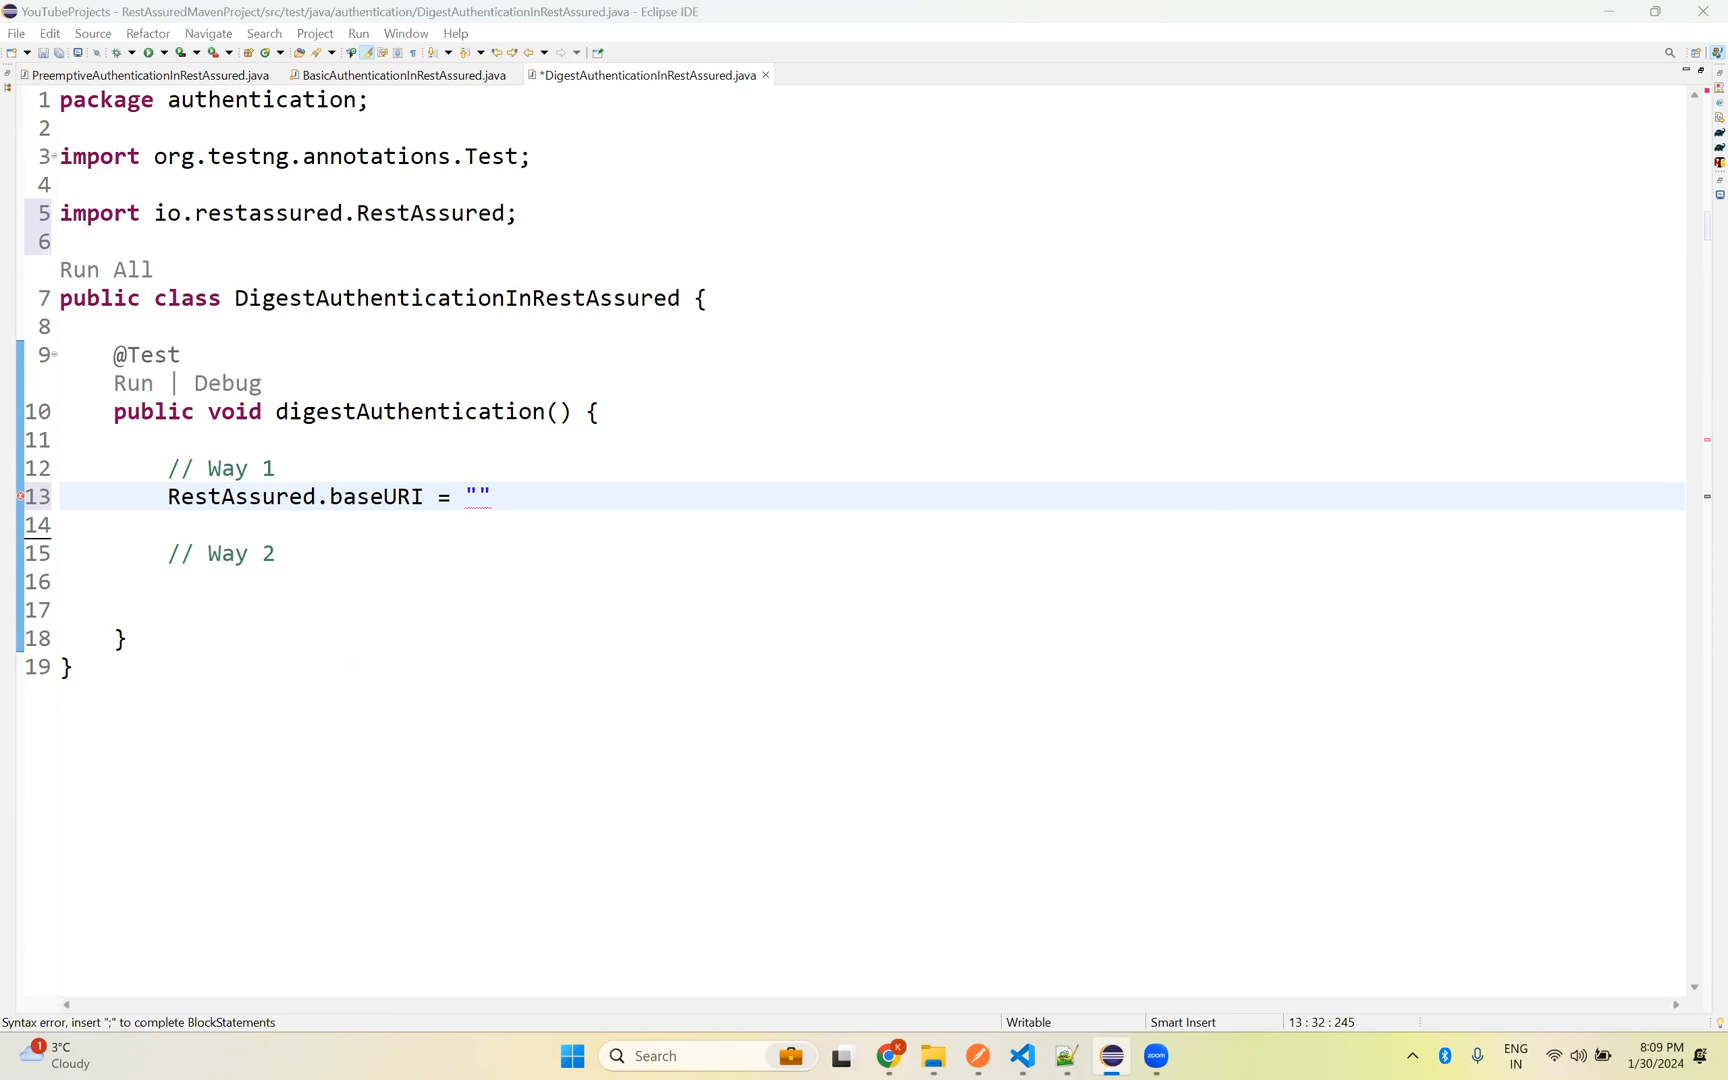 YouTubeProjects - RestAssuredMavenProject/src/test/java/authentication/DigestAuthenticationInRestAssured.java - Eclipse IDE
File Edit Source Refactor Navigate Search Project Run Window Help
PreemptiveAuthenticationInRestAssured.java BasicAuthenticationInRestAssured.java *DigestAuthenticationInRestAssured.java
1 package authentication;
2
3 import org.testng.annotations.Test;
4
5 import io.restassured.RestAssured;
6
Run All
7 public class DigestAuthenticationInRestAssured {
8
9 @Test
Run | Debug
10 public void digestAuthentication() {
11
12 // Way 1
13 RestAssured.baseURI = ""
14
15 // Way 2
16
17
18 }
19 }
Syntax error, insert ";" to complete BlockStatements Writable Smart Insert 13 : 32 : 245
1 3°C
Cloudy
Search
K
zoom
ENG
IN
8:09 PM
1/30/2024